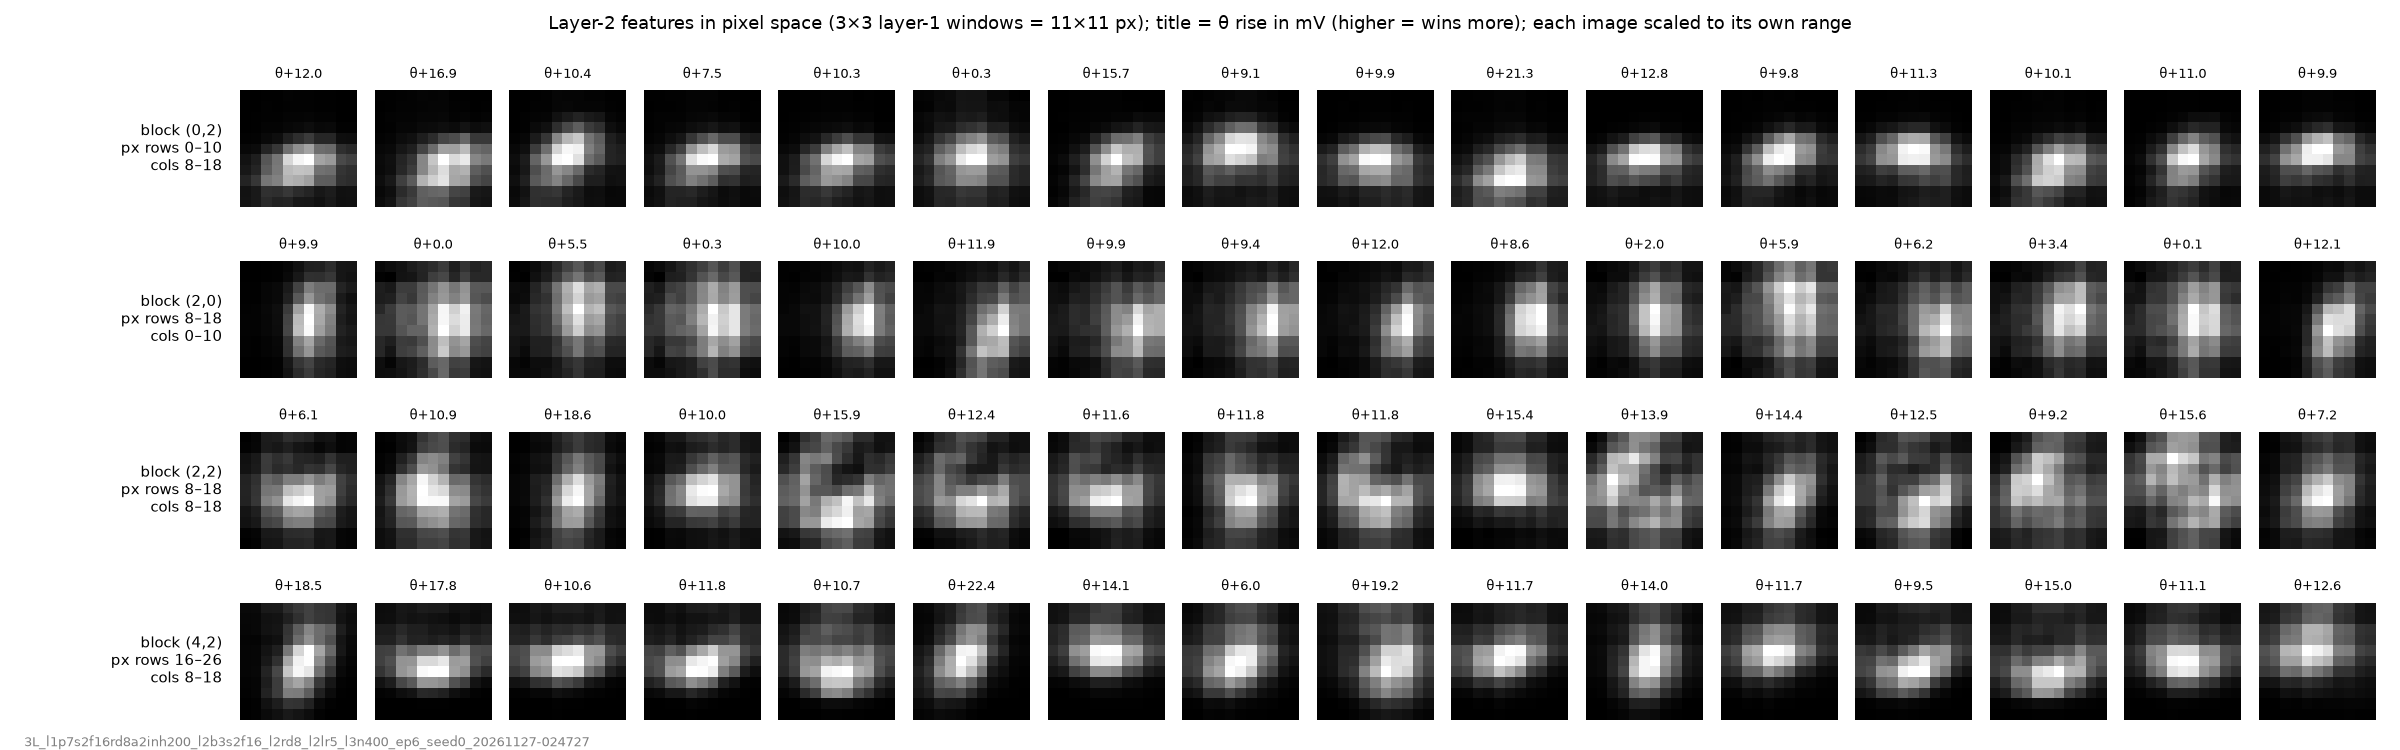 Layer-2 features in pixel space (3×3 layer-1 windows = 11×11 px); title = θ rise in mV (higher = wins more); each image scaled to its own range
θ+12.0 θ+16.9 θ+10.4 θ+7.5 θ+10.3 θ+0.3 θ+15.7 θ+9.1 θ+9.9 θ+21.3 θ+12.8 θ+9.8 θ+11.3 θ+10.1 θ+11.0 θ+9.9
block (0,2)
px rows 0–10
cols 8–18
θ+9.9 θ+0.0 θ+5.5 θ+0.3 θ+10.0 θ+11.9 θ+9.9 θ+9.4 θ+12.0 θ+8.6 θ+2.0 θ+5.9 θ+6.2 θ+3.4 θ+0.1 θ+12.1
block (2,0)
px rows 8–18
cols 0–10
θ+6.1 θ+10.9 θ+18.6 θ+10.0 θ+15.9 θ+12.4 θ+11.6 θ+11.8 θ+11.8 θ+15.4 θ+13.9 θ+14.4 θ+12.5 θ+9.2 θ+15.6 θ+7.2
block (2,2)
px rows 8–18
cols 8–18
θ+18.5 θ+17.8 θ+10.6 θ+11.8 θ+10.7 θ+22.4 θ+14.1 θ+6.0 θ+19.2 θ+11.7 θ+14.0 θ+11.7 θ+9.5 θ+15.0 θ+11.1 θ+12.6
block (4,2)
px rows 16–26
cols 8–18
3L_l1p7s2f16rd8a2inh200_l2b3s2f16_l2rd8_l2lr5_l3n400_ep6_seed0_20261127-024727